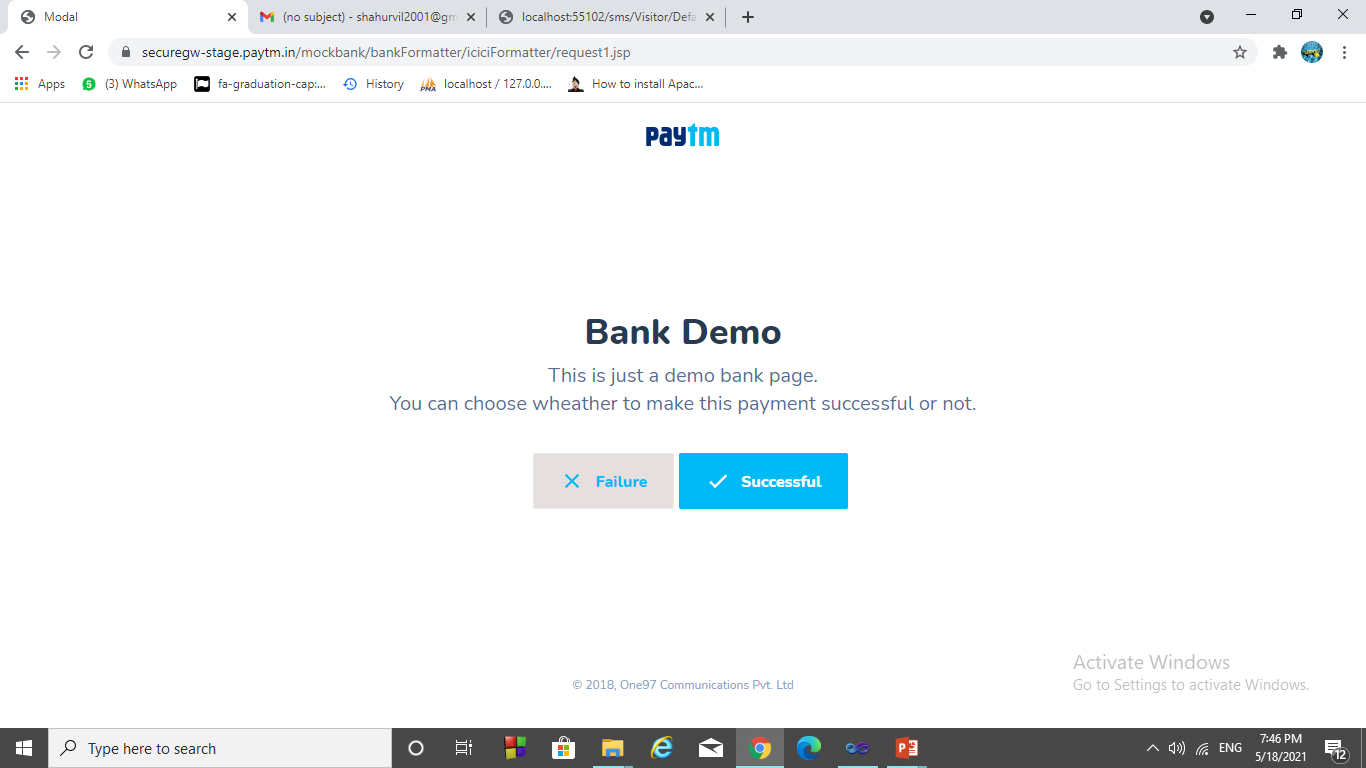 Modal
(no subject) - shahurvil2001@gm
localhost:55102/sms/Visitor/Defa
securegw-stage.paytm.in/mockbank/bankFormatter/iciciFormatter/request1.jsp
Apps
5
(3) WhatsApp
fa-graduation-cap:...
History
PMA
localhost / 127.0.0....
How to install Apac...
paytm
Bank Demo
This is just a demo bank page.
You can choose wheather to make this payment successful or not.
Failure
Successful
Activate Windows
Go to Settings to activate Windows.
© 2018, One97 Communications Pvt. Ltd
Type here to search
ENG
7:46 PM
5/18/2021
12